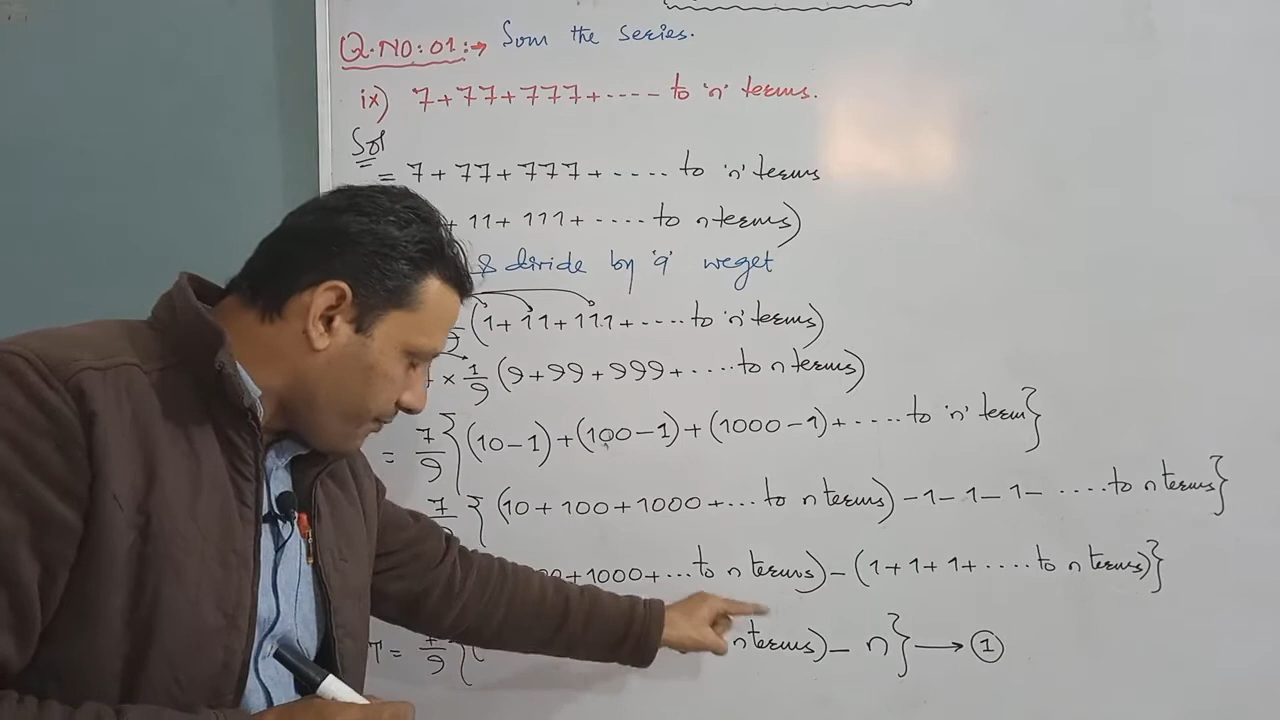 Q.NO:01:→ Sum the series.
ix) 7+77+777+---- to 'n' terms.
Sol
= 7+77+777+ ..... to 'n' terms
+ 11+ 111+ ..... to n terms)
& divide by '9' we get
(1+11+111+ ..... to 'n' terms)
× 1/9 (9+99+999+ .... to n terms)
= 7/9 {(10-1)+(100-1)+(1000-1)+ ..... to 'n' term}
7/ {(10+100+1000+... to n terms) -1-1-1- ..... to n terms}
+1000+... to n terms) - (1+1+1+ .... to n terms)}
= 7/9 {( n terms) - n} → ①